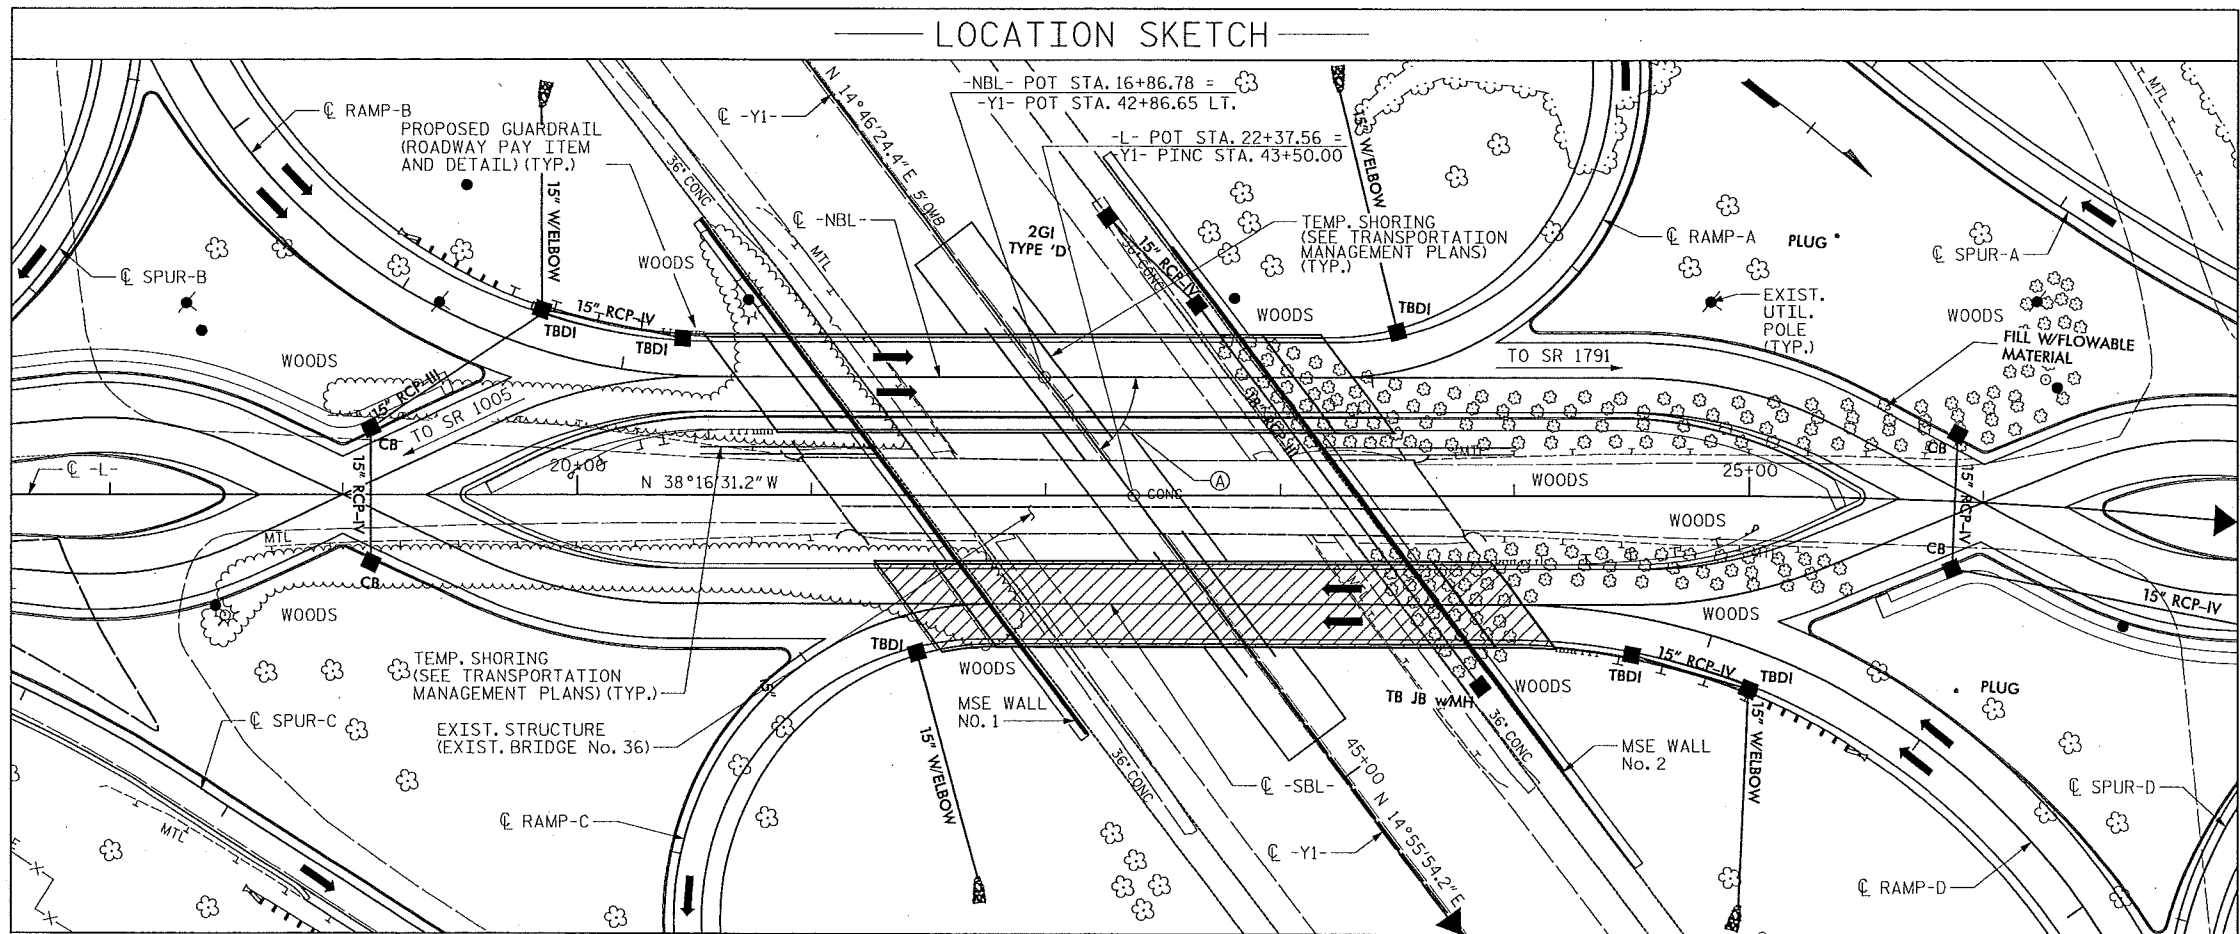 LOCATION SKETCH
-NBL- POT STA. 16+86.78 =
-Y1- POT STA. 42+86.65 LT.
-L- POT STA. 22+37.56 =
-Y1- PINC STA. 43+50.00
℄ RAMP-B
PROPOSED GUARDRAIL
(ROADWAY PAY ITEM
AND DETAIL) (TYP.)
℄ -Y1-
N 14°46'24.4" E
36" CONC
15" W/ELBOW
15" W/ELBOW
MTL
MTL
℄ -NBL-
2GI
TYPE 'D'
15" RCP-IV
TEMP. SHORING
(SEE TRANSPORTATION
MANAGEMENT PLANS)
(TYP.)
℄ RAMP-A
PLUG
℄ SPUR-A
℄ SPUR-B
WOODS
EXIST.
UTIL.
POLE
(TYP.)
WOODS
WOODS
FILL W/FLOWABLE
MATERIAL
15" RCP-IV
TBDI
TBDI
TBDI
WOODS
TO SR 1791
15" RCP-III
CB
TO SR 1005
CB
℄ -L-
15" RCP-IV
20+00
N 38°16'31.2" W
CONC
A
MTL
WOODS
25+00
15" RCP-IV
WOODS
MTL
CB
CB
WOODS
WOODS
15" RCP-IV
TEMP. SHORING
(SEE TRANSPORTATION
MANAGEMENT PLANS) (TYP.)
TBDI
WOODS
15" RCP-IV
TBDI
TBDI
WOODS
TB JB wMH
PLUG
℄ SPUR-C
EXIST. STRUCTURE
(EXIST. BRIDGE No. 36)
15"
MSE WALL
NO. 1
15" W/ELBOW
36" CONC
36" CONC
MSE WALL
No. 2
15" W/ELBOW
℄ -SBL-
45+00
N 14°55'54.2" E
℄ SPUR-D
MTL
℄ RAMP-C
℄ -Y1-
℄ RAMP-D